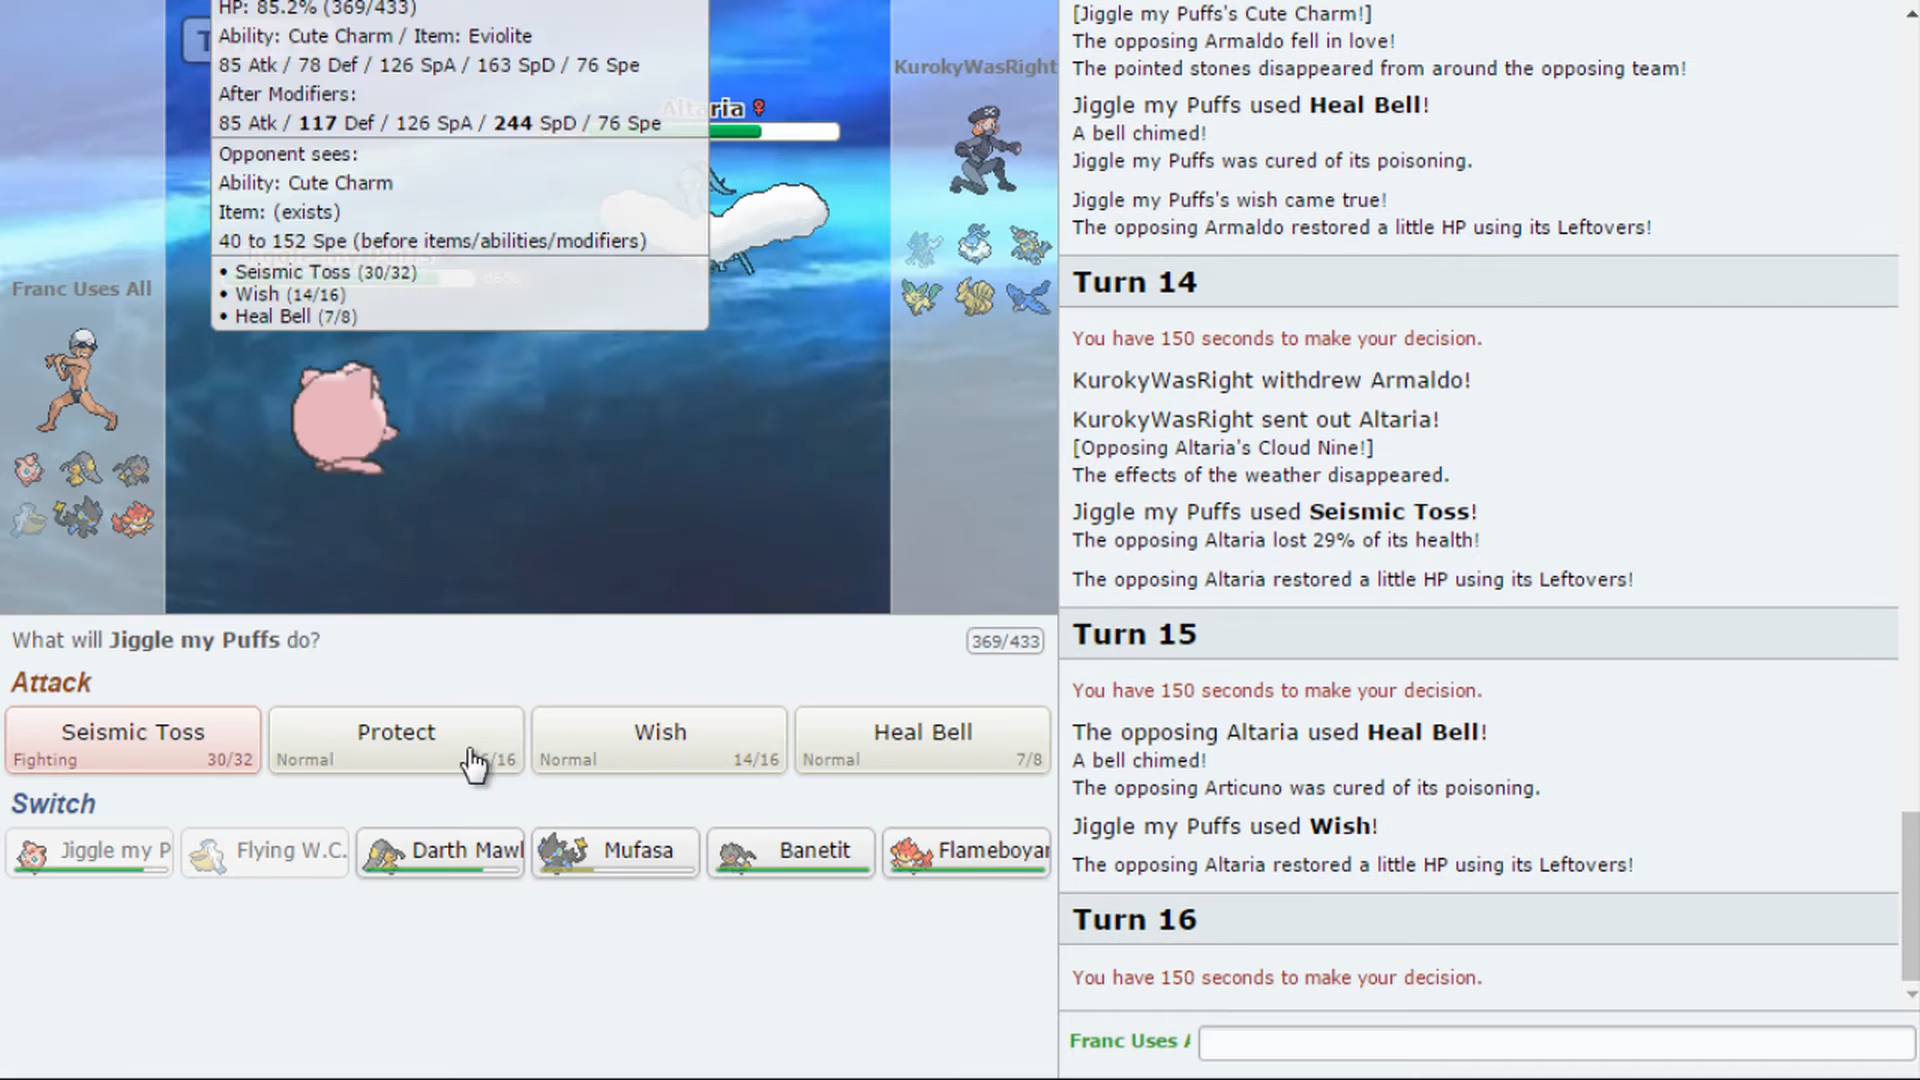 HP: 85.2% (369/433)
Ability: Cute Charm / Item: Eviolite
85 Atk / 78 Def / 126 SpA / 163 SpD / 76 Spe
After Modifiers:
85 Atk / 117 Def / 126 SpA / 244 SpD / 76 Spe
Opponent sees:
Ability: Cute Charm
Item: (exists)
40 to 152 Spe (before items/abilities/modifiers)
• Seismic Toss (30/32)
• Wish (14/16)
• Heal Bell (7/8)
Altaria ♀
KurokyWasRight
Franc Uses All
What will Jiggle my Puffs do?
369/433
Attack
Seismic Toss
Fighting 30/32
Protect
Normal /16
Wish
Normal 14/16
Heal Bell
Normal 7/8
Switch
Jiggle my P
Flying W.C.
Darth Mawl
Mufasa
Banetit
Flameboyar
[Jiggle my Puffs's Cute Charm!]
The opposing Armaldo fell in love!
The pointed stones disappeared from around the opposing team!
Jiggle my Puffs used Heal Bell!
A bell chimed!
Jiggle my Puffs was cured of its poisoning.
Jiggle my Puffs's wish came true!
The opposing Armaldo restored a little HP using its Leftovers!
Turn 14
You have 150 seconds to make your decision.
KurokyWasRight withdrew Armaldo!
KurokyWasRight sent out Altaria!
[Opposing Altaria's Cloud Nine!]
The effects of the weather disappeared.
Jiggle my Puffs used Seismic Toss!
The opposing Altaria lost 29% of its health!
The opposing Altaria restored a little HP using its Leftovers!
Turn 15
You have 150 seconds to make your decision.
The opposing Altaria used Heal Bell!
A bell chimed!
The opposing Articuno was cured of its poisoning.
Jiggle my Puffs used Wish!
The opposing Altaria restored a little HP using its Leftovers!
Turn 16
You have 150 seconds to make your decision.
Franc Uses A